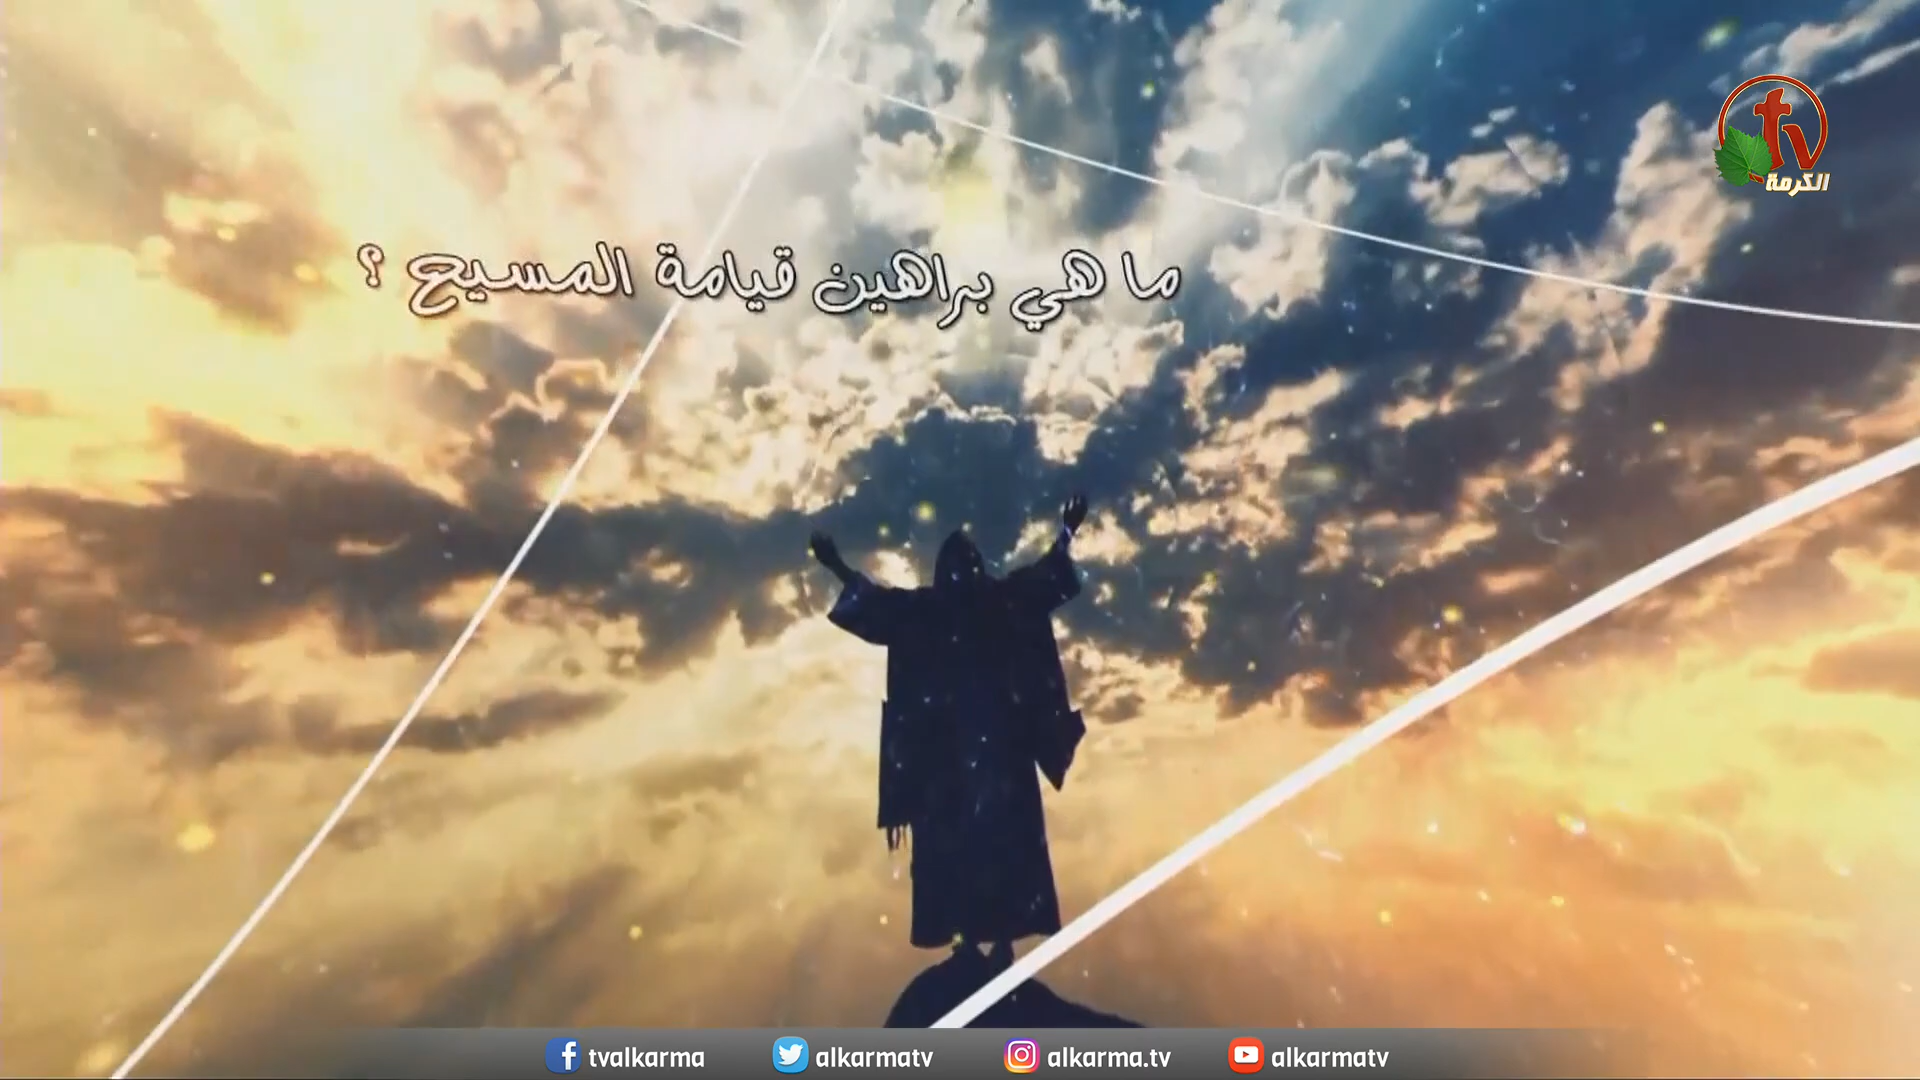 tv
الكرمة
ما هي براهين قيامة المسيح ؟
tvalkarma alkarmatv alkarma.tv alkarmatv